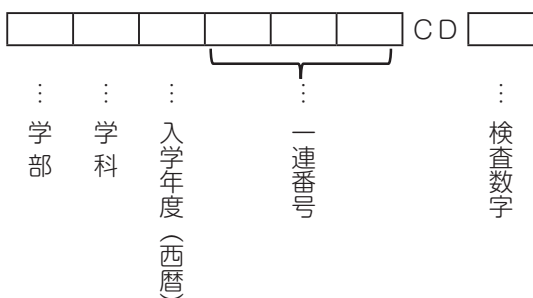 CD
学部
学科
入学年度(西暦)
一連番号
検査数字